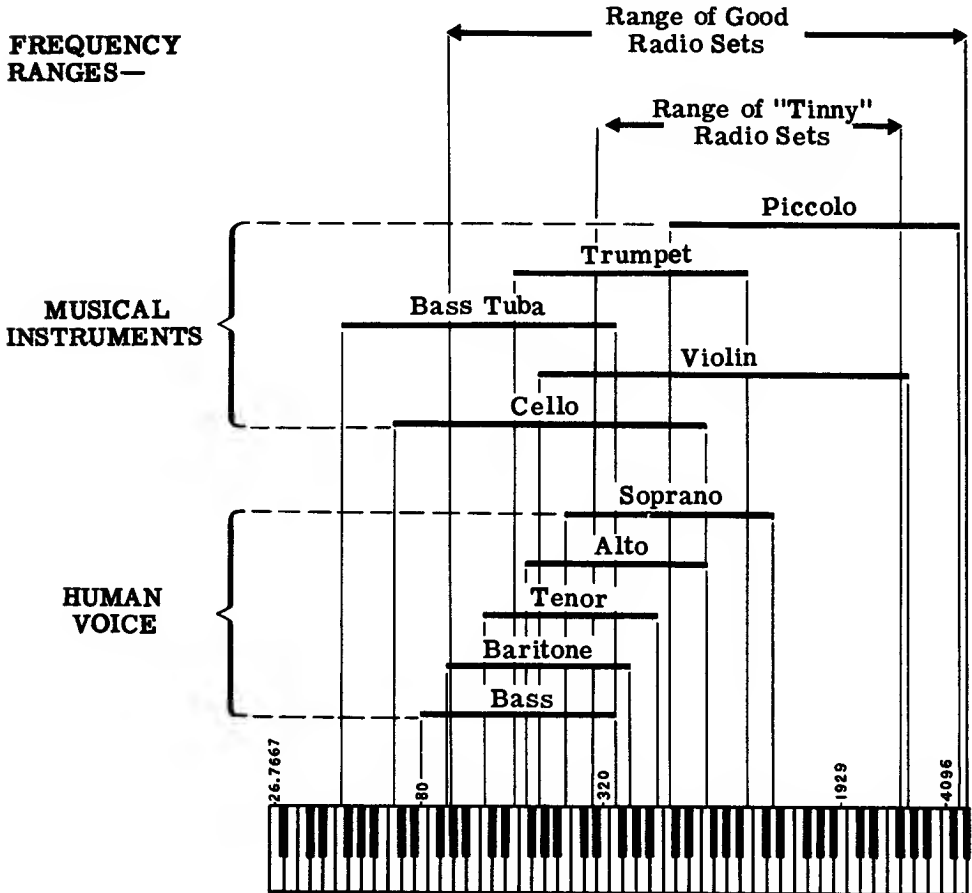 FREQUENCY
RANGES—
Range of Good
Radio Sets
Range of "Tinny"
Radio Sets
Piccolo
Trumpet
Bass Tuba
MUSICAL
INSTRUMENTS
Violin
Cello
Soprano
Alto
HUMAN
VOICE
Tenor
Baritone
Bass
26.7667
80
320
1929
4096